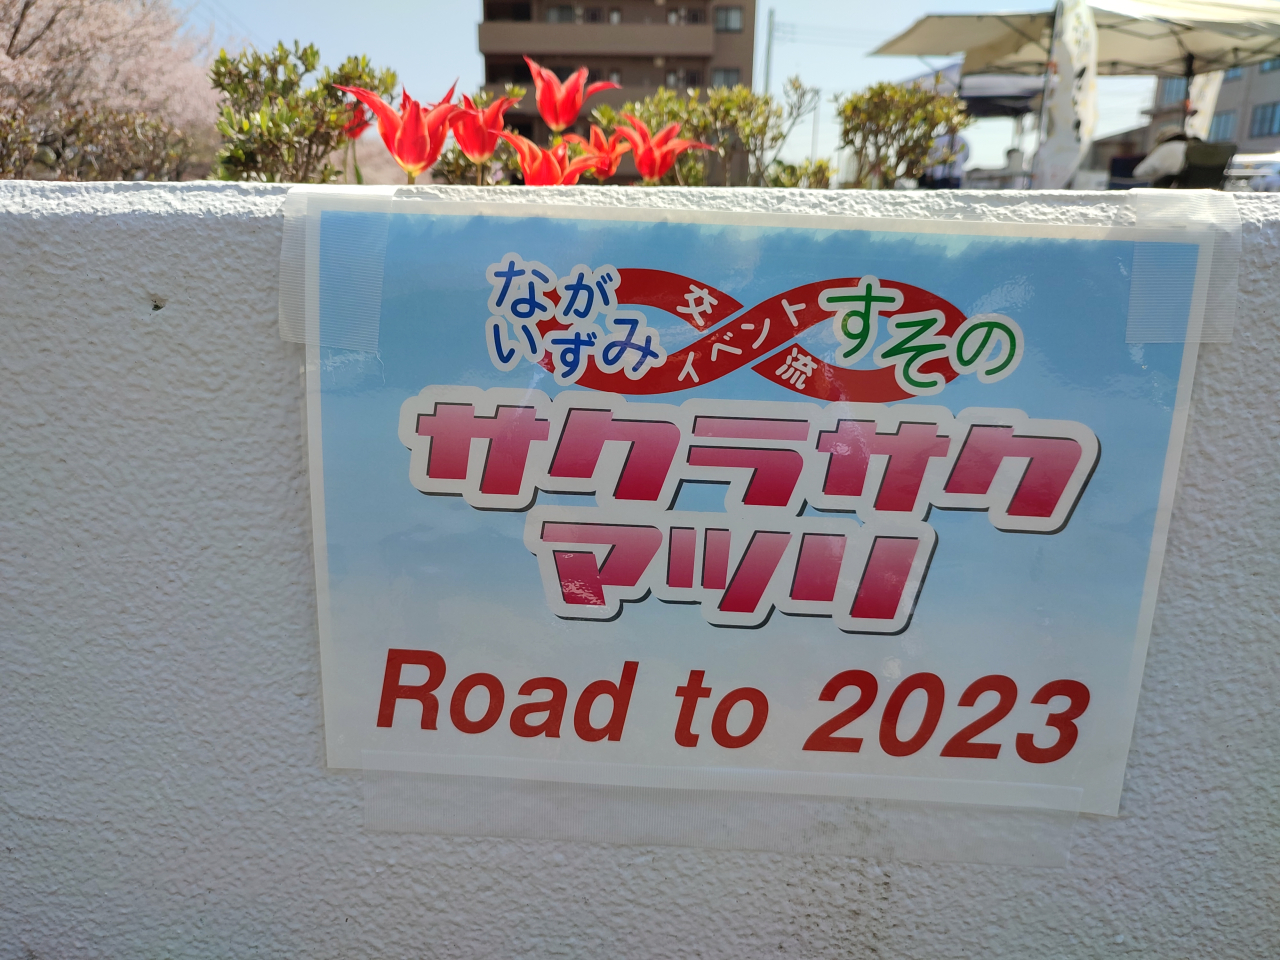 ながいずみ
交流
イベント
すその
サクラサク
マツリ
Road to 2023